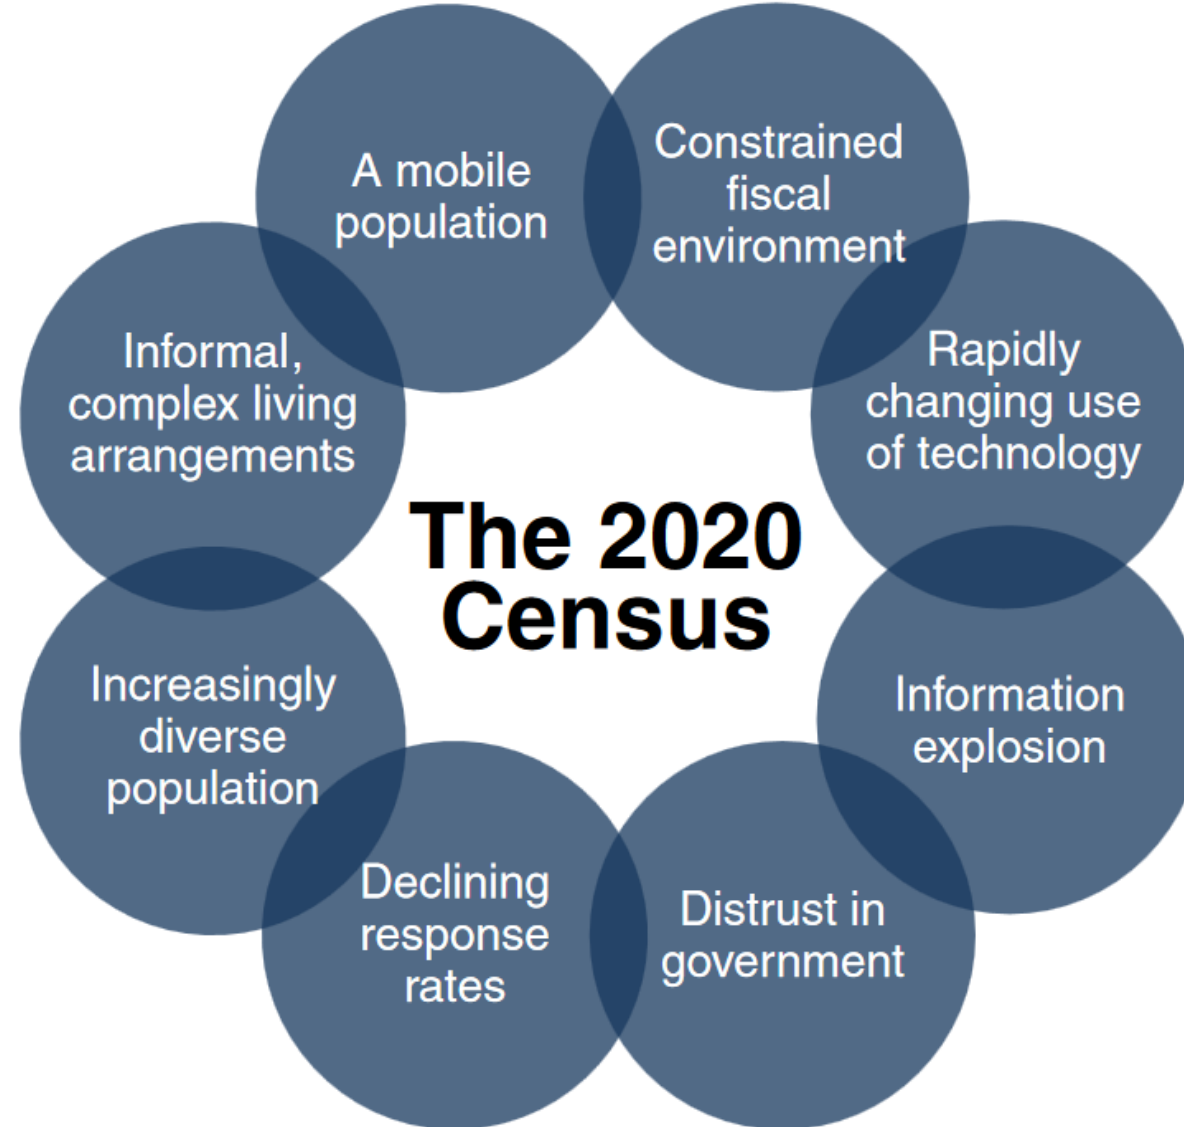 A mobile
population
Constrained
fiscal
environment
Rapidly
changing use
of technology
Information
explosion
Distrust in
government
Declining
response
rates
Increasingly
diverse
population
Informal,
complex living
arrangements
The 2020
Census